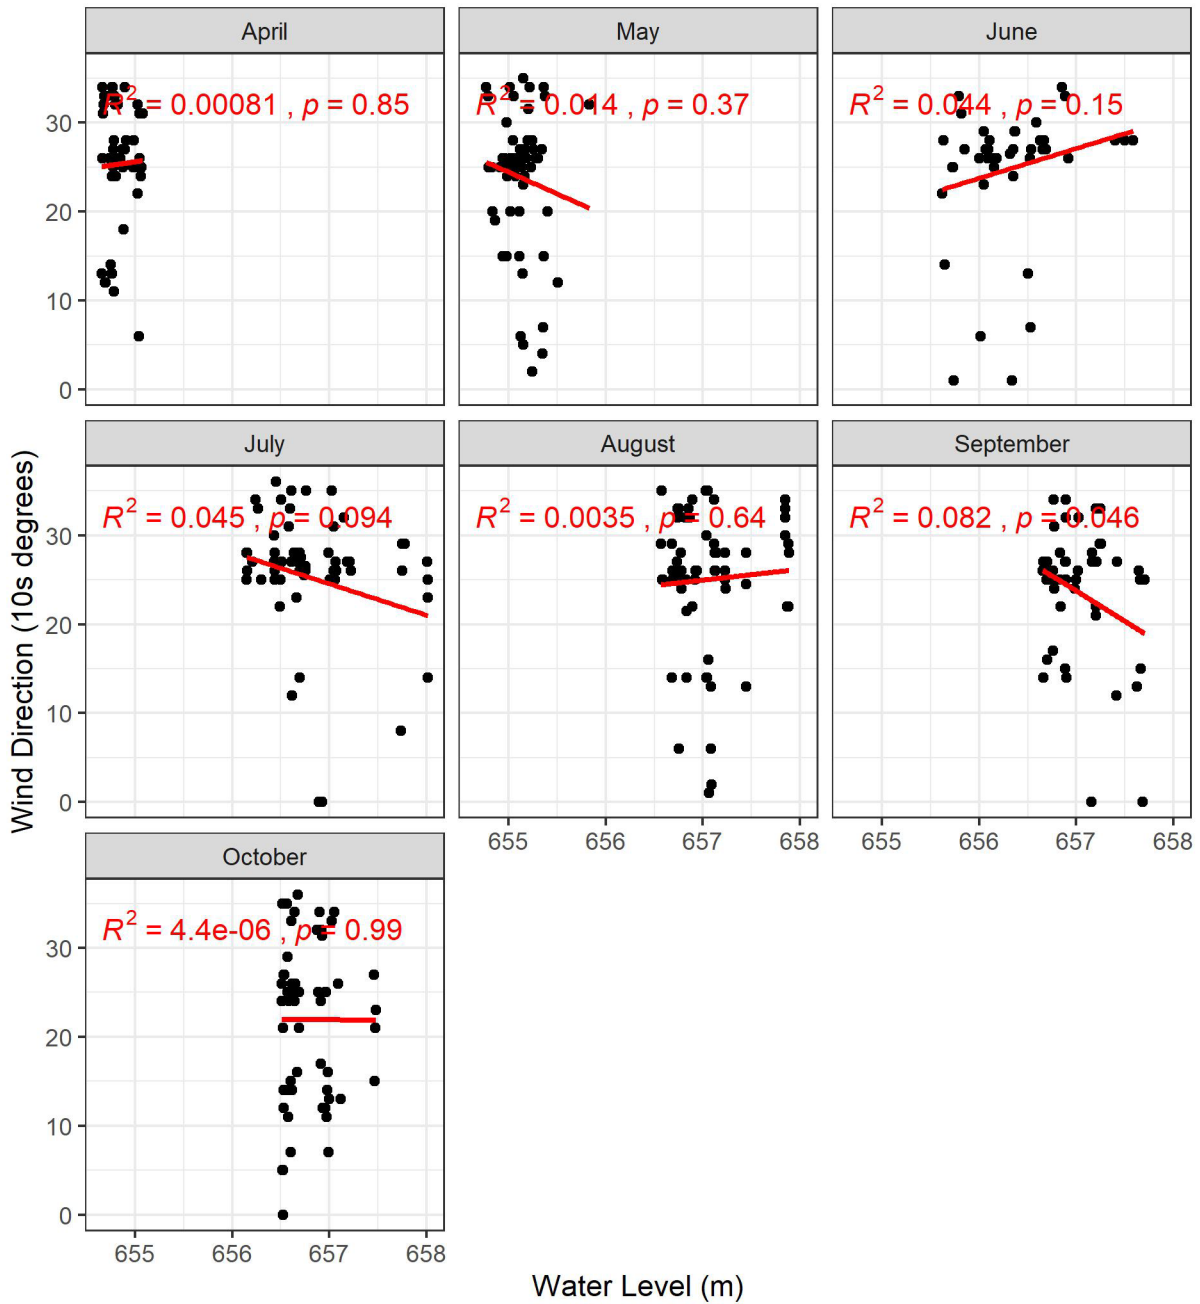 April
May
June
R² = 0.00081 , p = 0.85
R² = 0.014 , p = 0.37
R² = 0.044 , p = 0.15
30
20
10
0
July
August
September
R² = 0.045 , p = 0.094
R² = 0.0035 , p = 0.64
R² = 0.082 , p = 0.046
30
20
10
0
655 656 657 658
655 656 657 658
October
R² = 4.4e-06 , p = 0.99
30
20
10
0
655 656 657 658
Water Level (m)
Wind Direction (10s degrees)